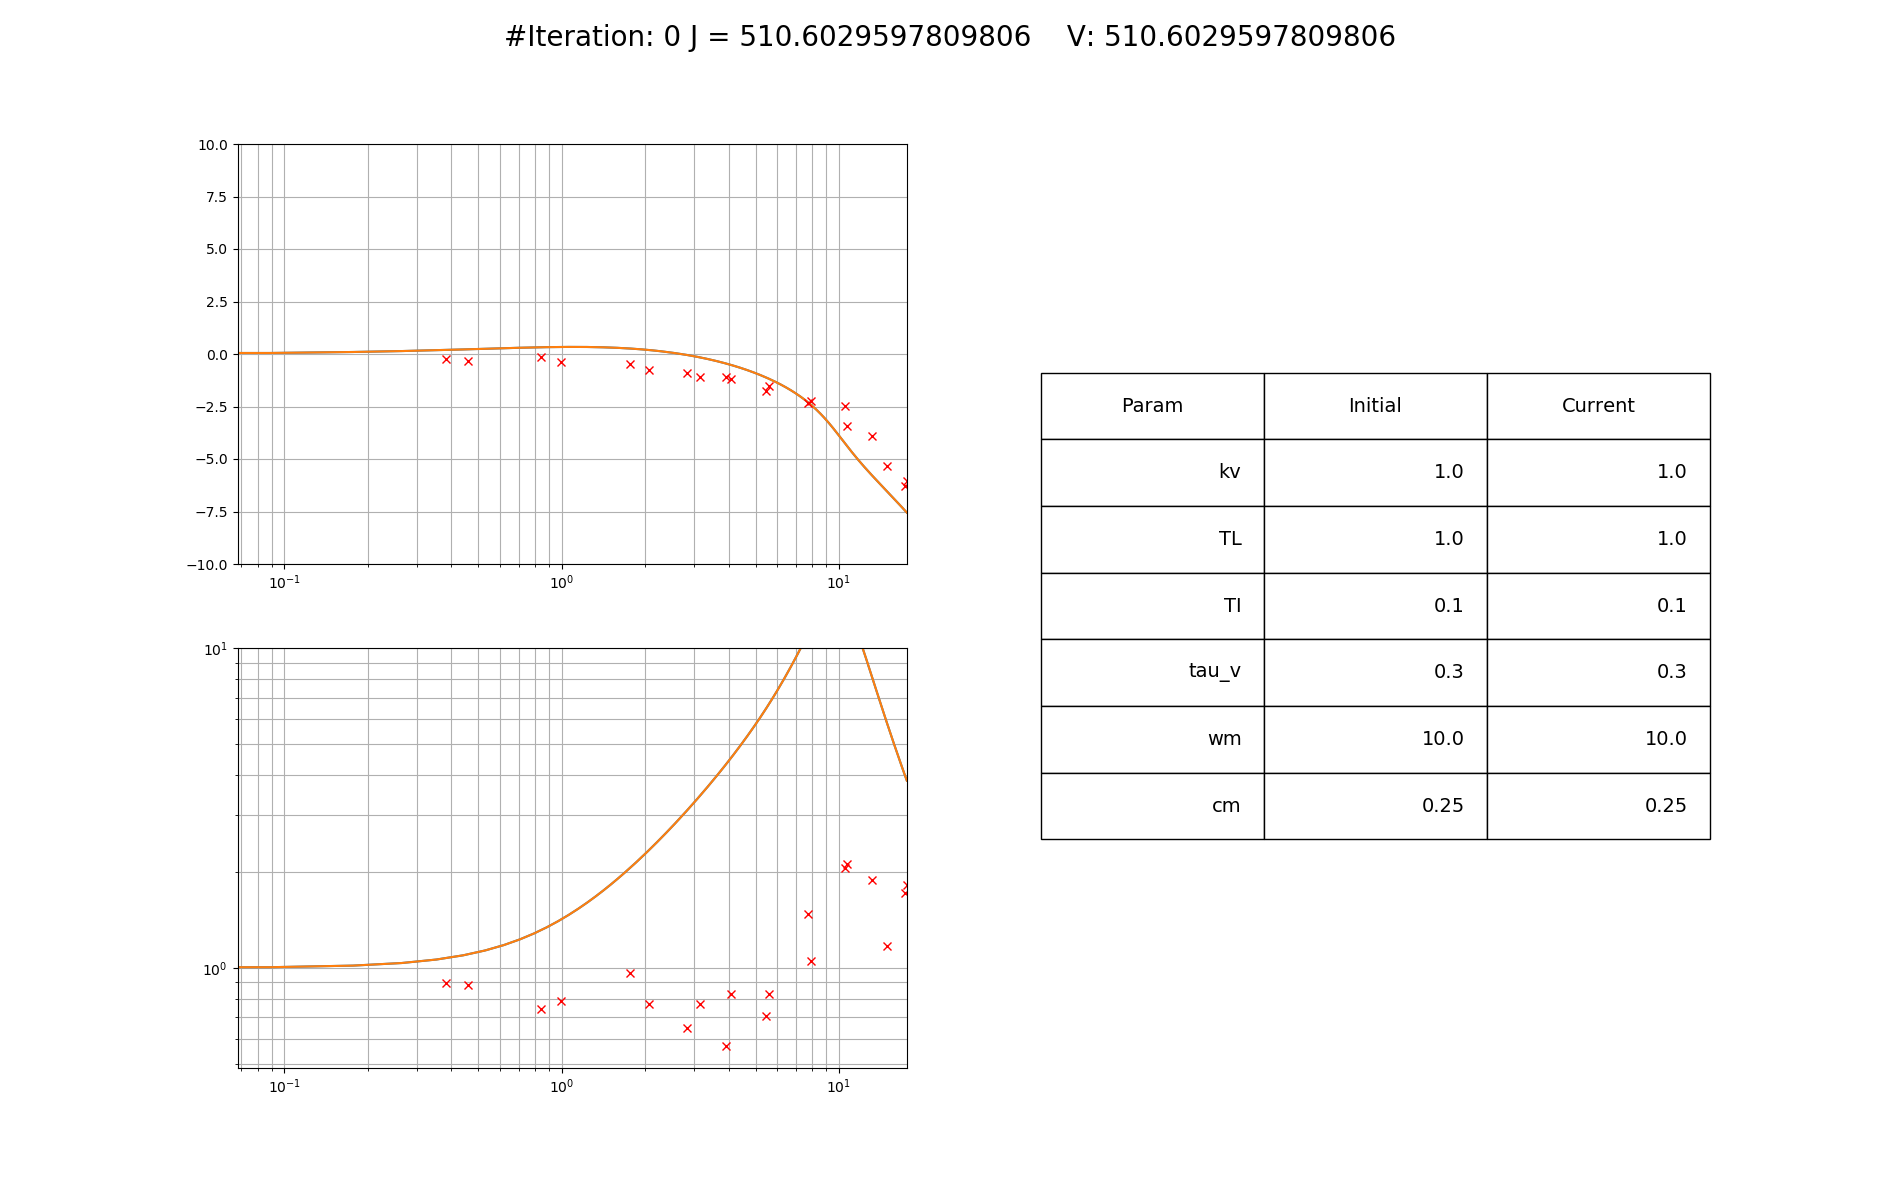 #Iteration: 0 J = 510.6029597809806    V: 510.6029597809806
10.0
7.5
5.0
2.5
0.0
−2.5
−5.0
−7.5
−10.0
10⁻¹ 10⁰ 10¹
10¹
10⁰
10⁻¹ 10⁰ 10¹
Param Initial Current
kv 1.0 1.0
TL 1.0 1.0
TI 0.1 0.1
tau_v 0.3 0.3
wm 10.0 10.0
cm 0.25 0.25